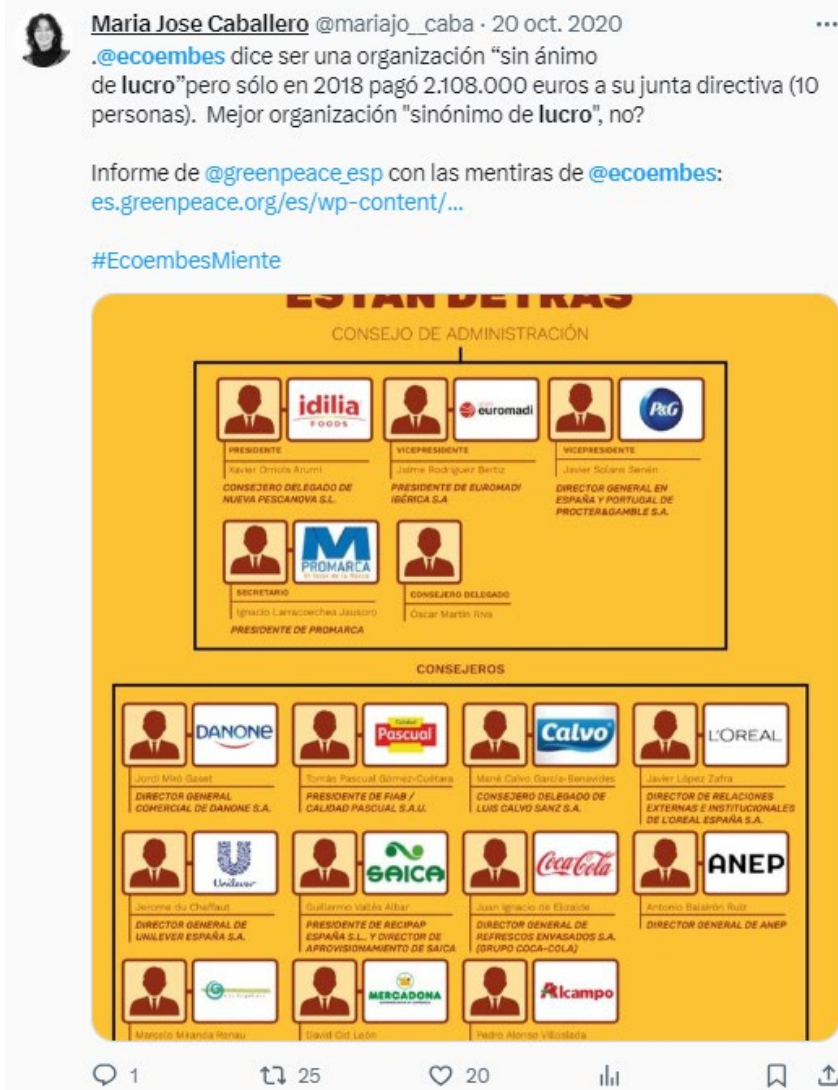 Maria Jose Caballero @mariajo__caba · 20 oct. 2020
.@ecoembes dice ser una organización “sin ánimo
de lucro”pero sólo en 2018 pagó 2.108.000 euros a su junta directiva (10
personas).  Mejor organización "sinónimo de lucro", no?
Informe de @greenpeace_esp con las mentiras de @ecoembes:
es.greenpeace.org/es/wp-content/...
#EcoembesMiente
ESTÁN DETRÁS
CONSEJO DE ADMINISTRACIÓN
idilia
FOODS
euromadi
P&G
PRESIDENTE
Xavier Orriols Arumi
CONSEJERO DELEGADO DE
NUEVA PESCANOVA S.L.
VICEPRESIDENTE
Jaime Rodríguez Bertiz
PRESIDENTE DE EUROMADI
IBÉRICA S.A
VICEPRESIDENTE
Javier Solans Senén
DIRECTOR GENERAL EN
ESPAÑA Y PORTUGAL DE
PROCTER&GAMBLE S.A.
PROMARCA
SECRETARIO
Ignacio Larracoechea Jausoro
PRESIDENTE DE PROMARCA
CONSEJERO DELEGADO
Óscar Martín Riva
CONSEJEROS
DANONE
Calidad
Pascual
Calvo
L'ORÉAL
Jordi Miró Gaset
DIRECTOR GENERAL
COMERCIAL DE DANONE S.A.
Tomás Pascual Gómez-Cuétara
PRESIDENTE DE FIAB /
CALIDAD PASCUAL S.A.U.
Mané Calvo García-Benavides
CONSEJERO DELEGADO DE
LUIS CALVO SANZ S.A.
Javier López Zafra
DIRECTOR DE RELACIONES
EXTERNAS E INSTITUCIONALES
DE L'OREAL ESPAÑA S.A.
Unilever
SAICA
Coca-Cola
ANEP
Jerome du Chaffaut
DIRECTOR GENERAL DE
UNILEVER ESPAÑA S.A.
Guillermo Vallés Albar
PRESIDENTE DE RECIPAP
ESPAÑA S.L., Y DIRECTOR DE
APROVISIONAMIENTO DE SAICA
Juan Ignacio de Elizalde
DIRECTOR GENERAL DE
REFRESCOS ENVASADOS S.A.
(GRUPO COCA-COLA)
Antonio Balairón Ruiz
DIRECTOR GENERAL DE ANEP
MERCADONA
Alcampo
Marcelo Miranda Renau
David Cid León
Pedro Alonso Villoslada
1
25
20